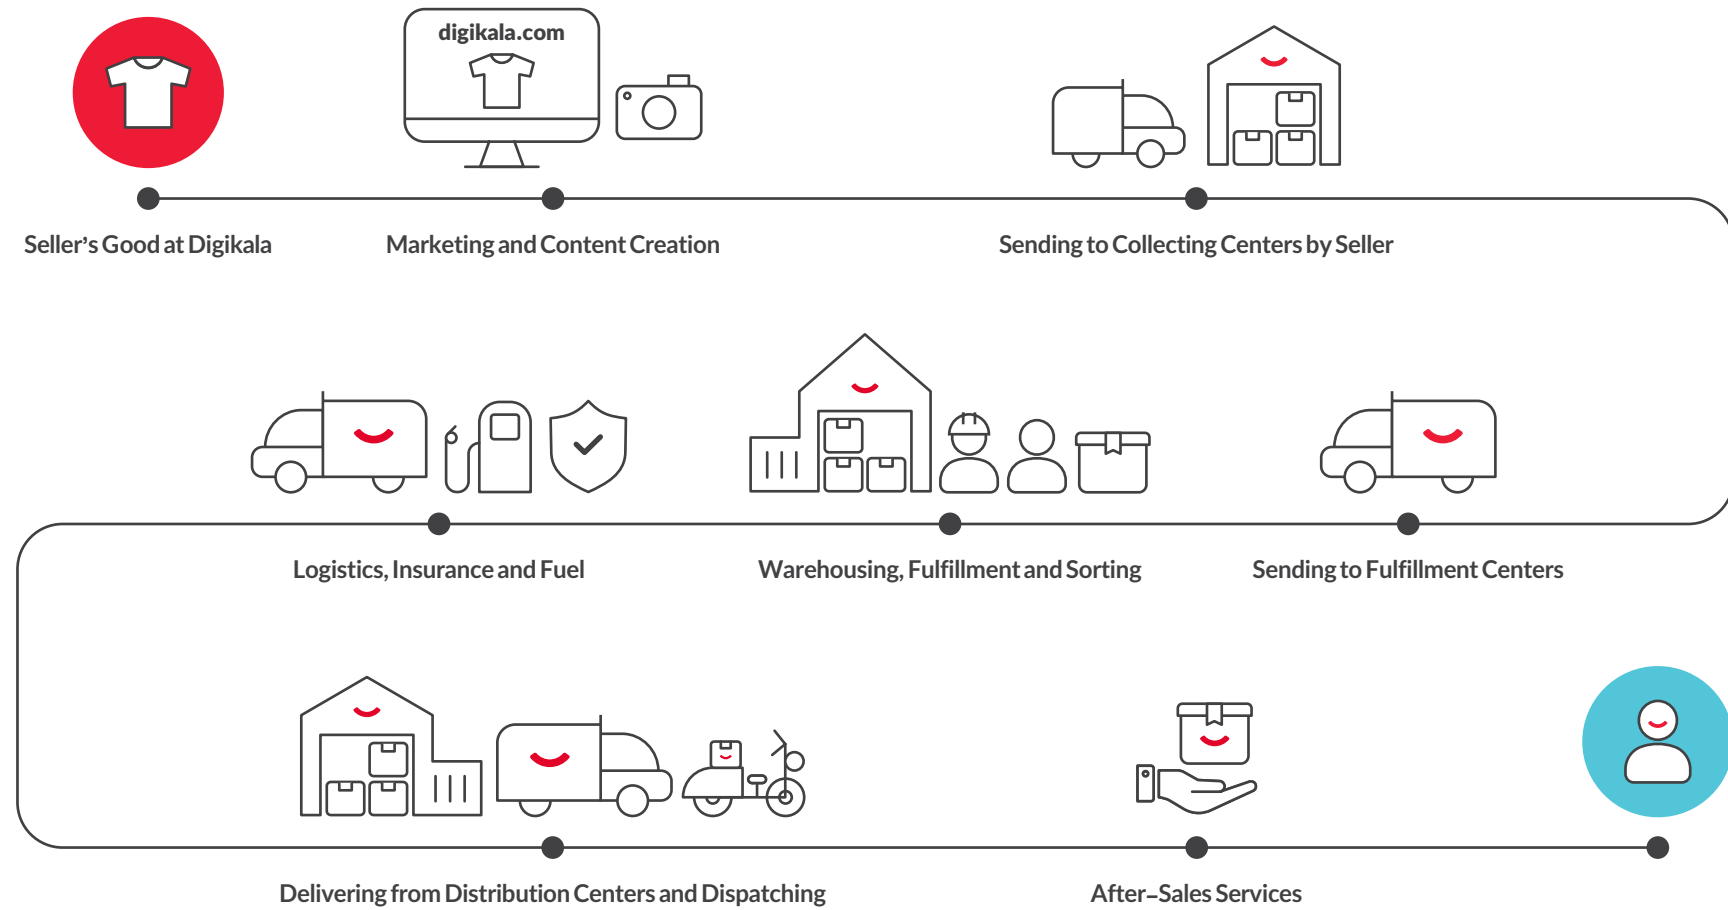 digikala.com
Seller's Good at Digikala
Marketing and Content Creation
Sending to Collecting Centers by Seller
Sending to Fulfillment Centers
Warehousing, Fulfillment and Sorting
Logistics, Insurance and Fuel
Delivering from Distribution Centers and Dispatching
After-Sales Services